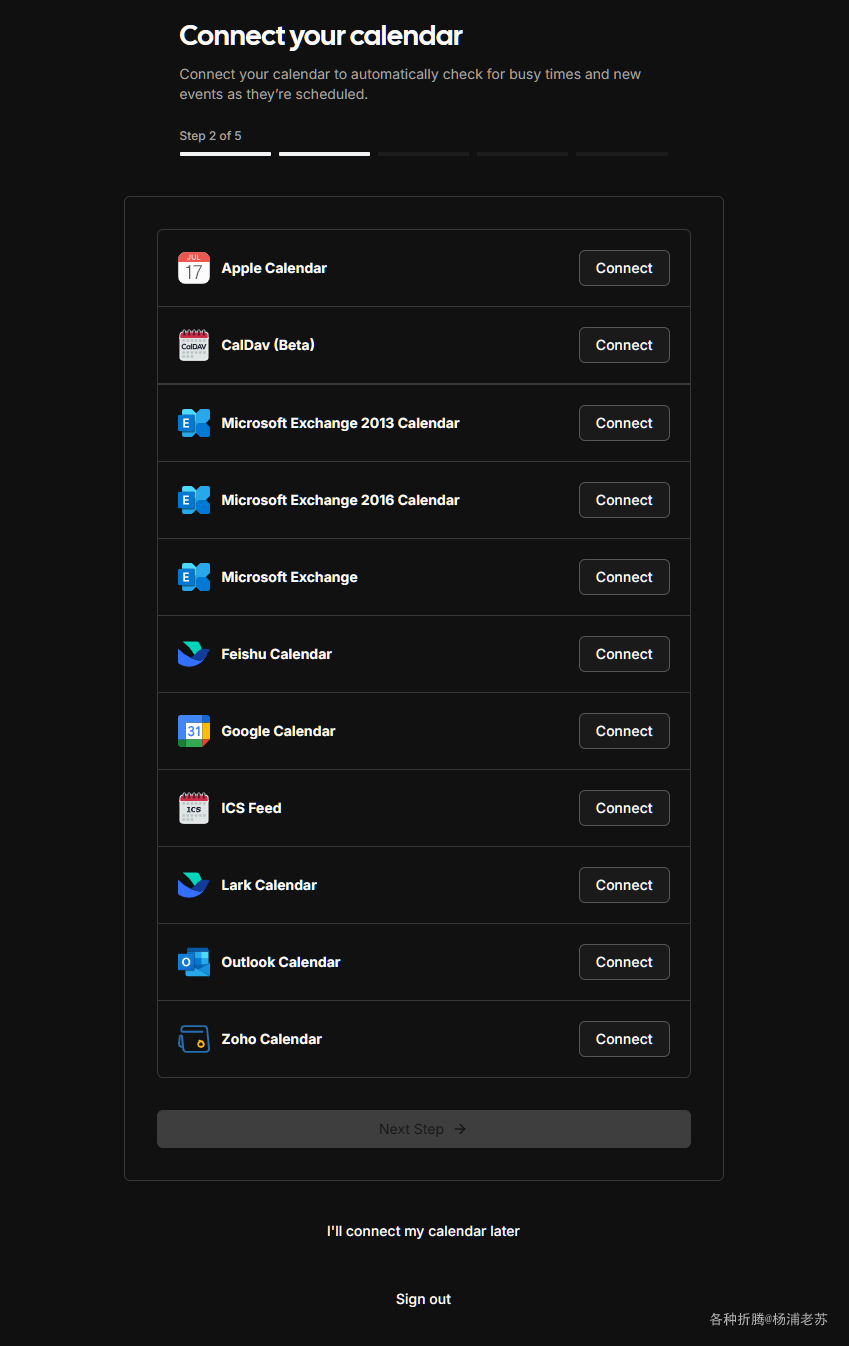 Connect your calendar
Connect your calendar to automatically check for busy times and new
events as they're scheduled.
Step 2 of 5
JUL
17
Apple Calendar
Connect
CalDAV
CalDav (Beta)
Connect
E
Microsoft Exchange 2013 Calendar
Connect
E
Microsoft Exchange 2016 Calendar
Connect
E
Microsoft Exchange
Connect
Feishu Calendar
Connect
31
Google Calendar
Connect
ICS
ICS Feed
Connect
Lark Calendar
Connect
O
Outlook Calendar
Connect
Zoho Calendar
Connect
Next Step →
I'll connect my calendar later
Sign out
各种折腾@杨浦老苏